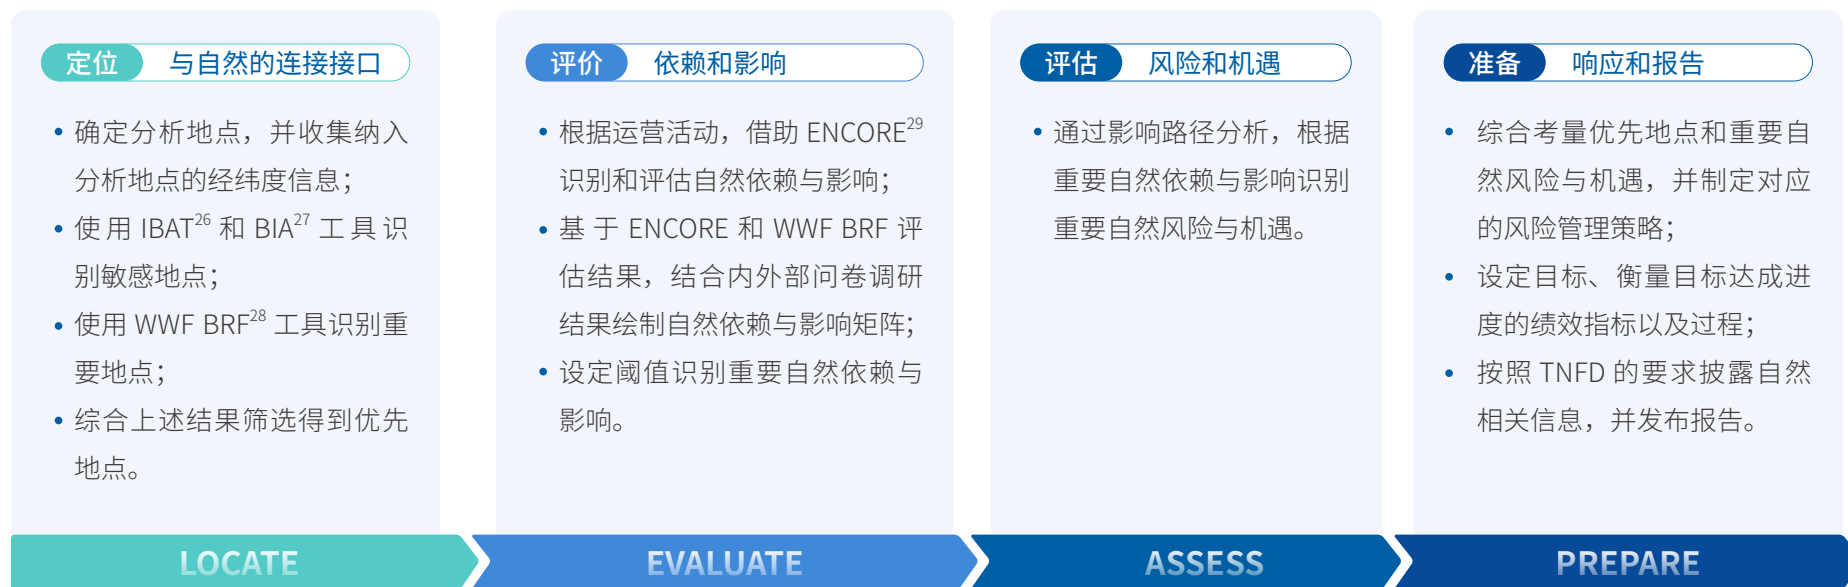 定位 与自然的连接接口
• 确定分析地点，并收集纳入
分析地点的经纬度信息；
• 使用 IBAT26 和 BIA27 工具识
别敏感地点；
• 使用 WWF BRF28 工具识别重
要地点；
• 综合上述结果筛选得到优先
地点。
LOCATE
评价 依赖和影响
• 根据运营活动，借助 ENCORE29
识别和评估自然依赖与影响；
• 基于 ENCORE 和 WWF BRF 评
估结果，结合内外部问卷调研
结果绘制自然依赖与影响矩阵；
• 设定阈值识别重要自然依赖与
影响。
EVALUATE
评估 风险和机遇
• 通过影响路径分析，根据
重要自然依赖与影响识别
重要自然风险与机遇。
ASSESS
准备 响应和报告
• 综合考量优先地点和重要自
然风险与机遇，并制定对应
的风险管理策略；
• 设定目标、衡量目标达成进
度的绩效指标以及过程；
• 按照 TNFD 的要求披露自然
相关信息，并发布报告。
PREPARE